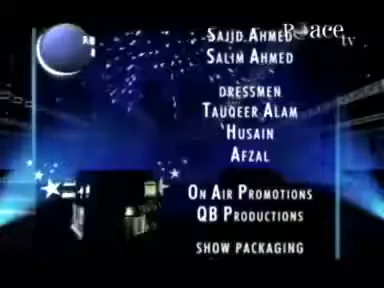 Sajid Ahmed
Peace
tv
Salim Ahmed
DRESSMEN
Tauqeer Alam
Husain
Afzal
On Air Promotions
QB Productions
SHOW PACKAGING